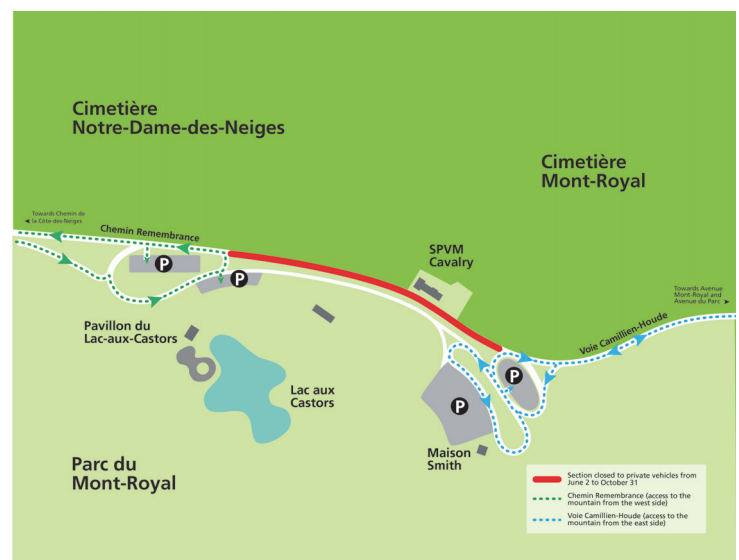 Cimetière
Notre-Dame-des-Neiges
Cimetière
Mont-Royal
Towards Chemin de
la Côte-des-Neiges
Chemin Remembrance
SPVM
Cavalry
Towards Avenue
Mont-Royal and
Avenue du Parc
P
P
Voie Camillien-Houde
Pavillon du
Lac-aux-Castors
P
Lac aux
Castors
P
Maison
Smith
Parc du
Mont-Royal
Section closed to private vehicles from
June 2 to October 31
Chemin Remembrance (access to the
mountain from the west side)
Voie Camillien-Houde (access to the
mountain from the east side)